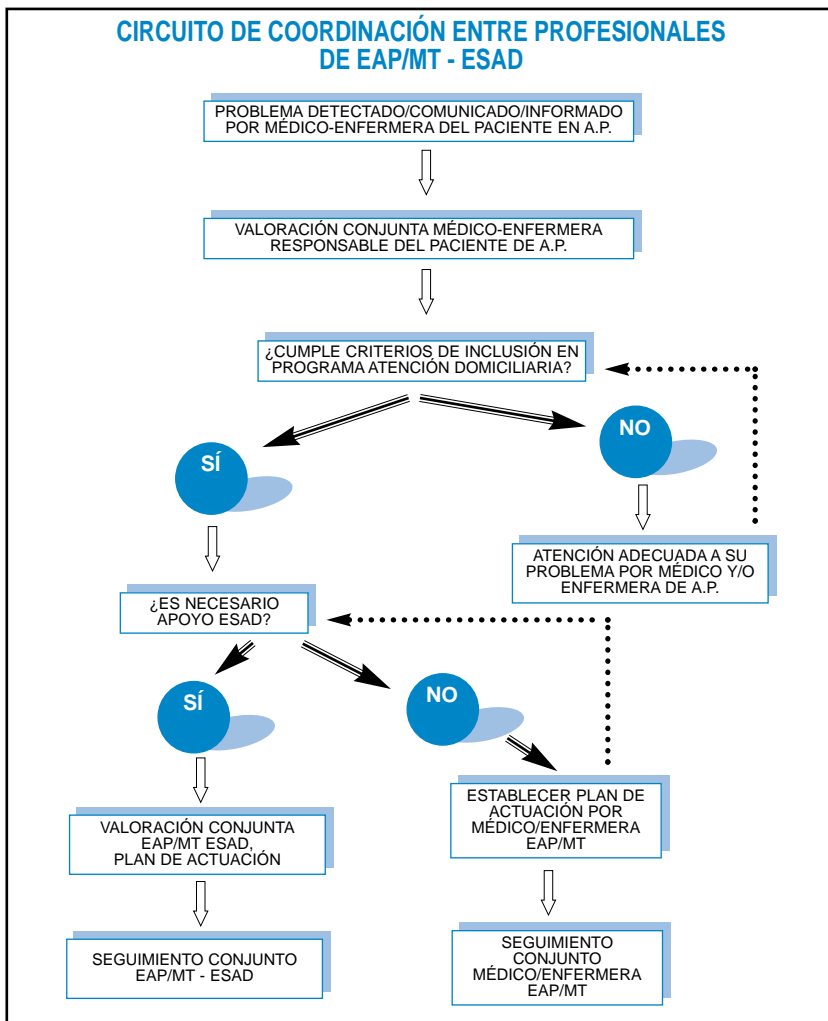 CIRCUITO DE COORDINACIÓN ENTRE PROFESIONALES
DE EAP/MT - ESAD
PROBLEMA DETECTADO/COMUNICADO/INFORMADO
POR MÉDICO-ENFERMERA DEL PACIENTE EN A.P.
VALORACIÓN CONJUNTA MÉDICO-ENFERMERA
RESPONSABLE DEL PACIENTE DE A.P.
¿CUMPLE CRITERIOS DE INCLUSIÓN EN
PROGRAMA ATENCIÓN DOMICILIARIA?
SÍ
NO
ATENCIÓN ADECUADA A SU
PROBLEMA POR MÉDICO Y/O
ENFERMERA DE A.P.
¿ES NECESARIO
APOYO ESAD?
SÍ
NO
VALORACIÓN CONJUNTA
EAP/MT ESAD,
PLAN DE ACTUACIÓN
ESTABLECER PLAN DE
ACTUACIÓN POR
MÉDICO/ENFERMERA
EAP/MT
SEGUIMIENTO CONJUNTO
EAP/MT - ESAD
SEGUIMIENTO
CONJUNTO
MÉDICO/ENFERMERA
EAP/MT